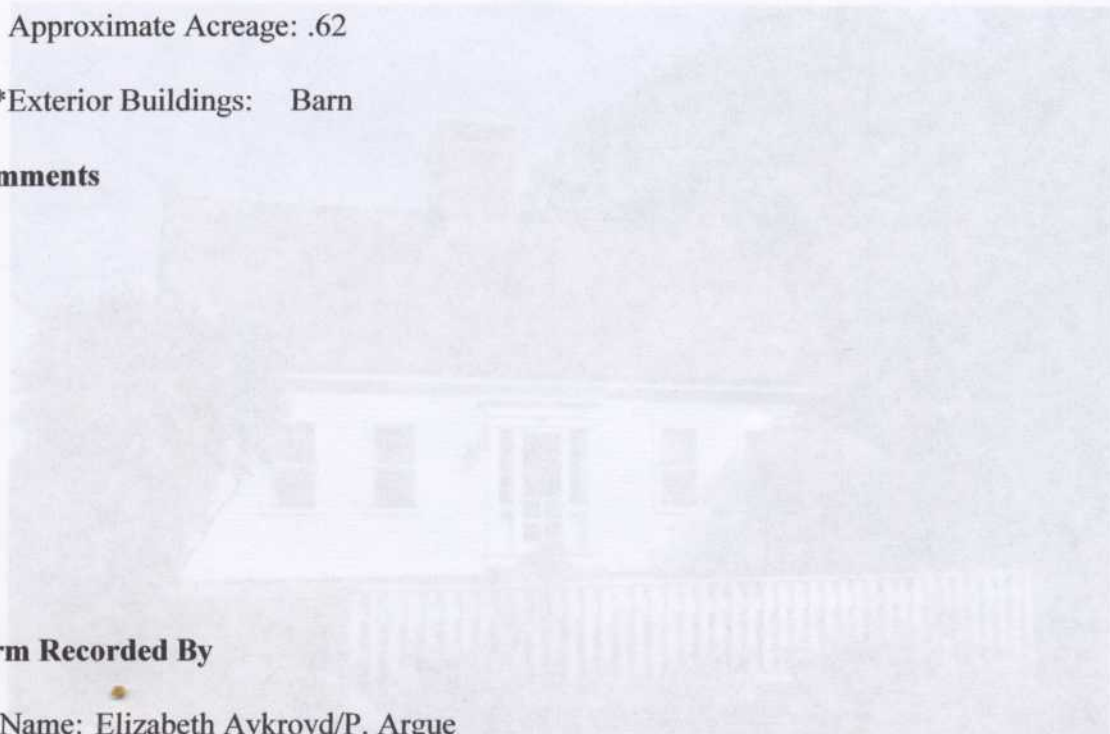 Approximate Acreage: .62
*Exterior Buildings: Barn
mments
rm Recorded By
Name: Elizabeth Aykroyd/P. Argue